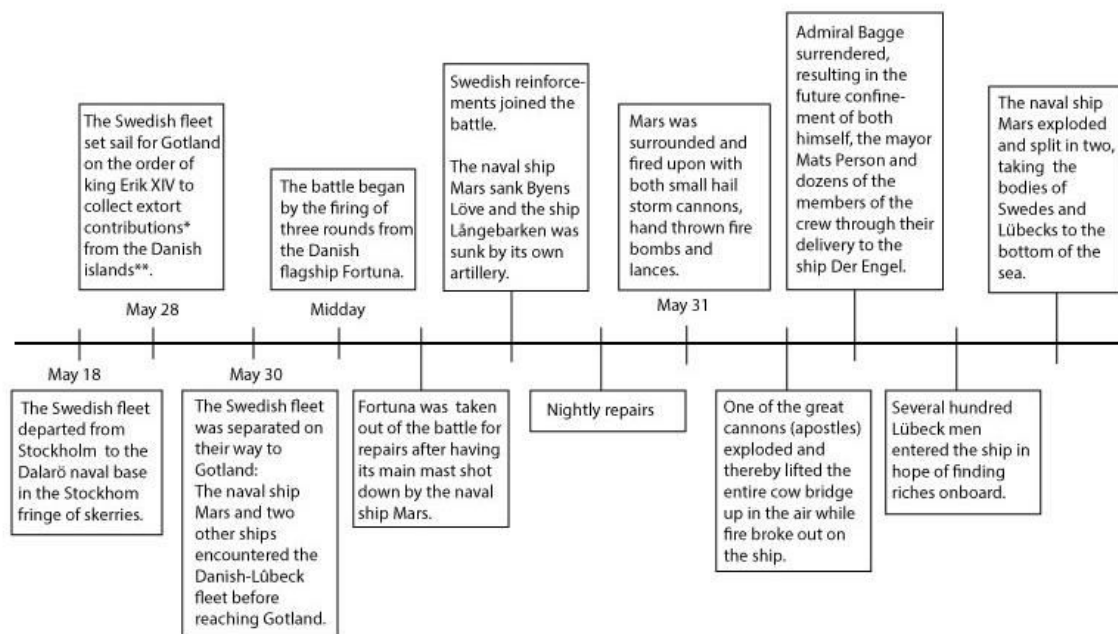 The Swedish fleet
set sail for Gotland
on the order of
king Erik XIV to
collect extort
contributions*
from the Danish
islands**.
May 28
The battle began
by the firing of
three rounds from
the Danish
flagship Fortuna.
Midday
Swedish reinforce-
ments joined the
battle.
The naval ship
Mars sank Byens
Löve and the ship
Långebarken was
sunk by its own
artillery.
Mars was
surrounded and
fired upon with
both small hail
storm cannons,
hand thrown fire
bombs and
lances.
May 31
Admiral Bagge
surrendered,
resulting in the
future confine-
ment of both
himself, the mayor
Mats Person and
dozens of the
members of the
crew through their
delivery to the
ship Der Engel.
The naval ship
Mars exploded
and split in two,
taking the
bodies of
Swedes and
Lübecks to the
bottom of the
sea.
May 18
The Swedish fleet
departed from
Stockholm to the
Dalarö naval base
in the Stockhom
fringe of skerries.
May 30
The Swedish fleet
was separated on
their way to
Gotland:
The naval ship
Mars and two
other ships
encountered the
Danish-Lûbeck
fleet before
reaching Gotland.
Fortuna was taken
out of the battle for
repairs after having
its main mast shot
down by the naval
ship Mars.
Nightly repairs
One of the great
cannons (apostles)
exploded and
thereby lifted the
entire cow bridge
up in the air while
fire broke out on
the ship.
Several hundred
Lübeck men
entered the ship in
hope of finding
riches onboard.